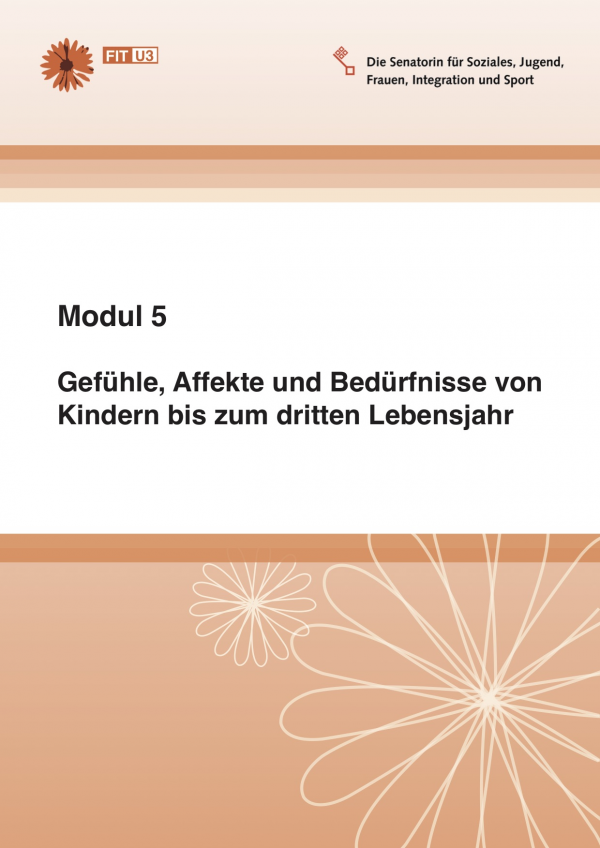 FIT U3
Die Senatorin für Soziales, Jugend,
Frauen, Integration und Sport
Modul 5
Gefühle, Affekte und Bedürfnisse von
Kindern bis zum dritten Lebensjahr